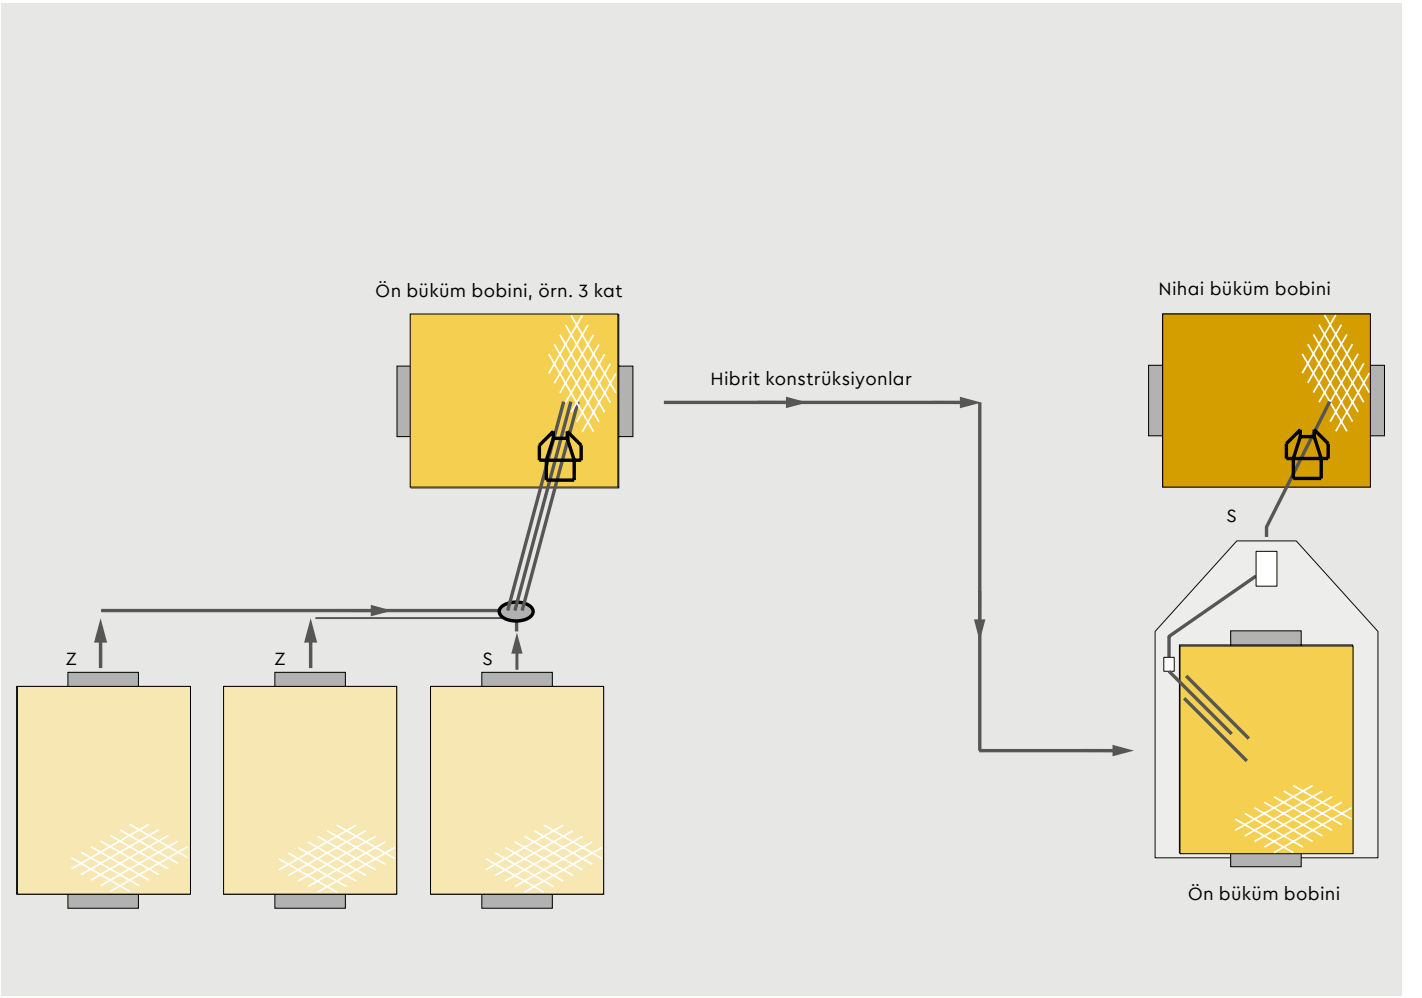 Ön büküm bobini, örn. 3 kat
Nihai büküm bobini
Hibrit konstrüksiyonlar
S
Z
Z
S
Ön büküm bobini